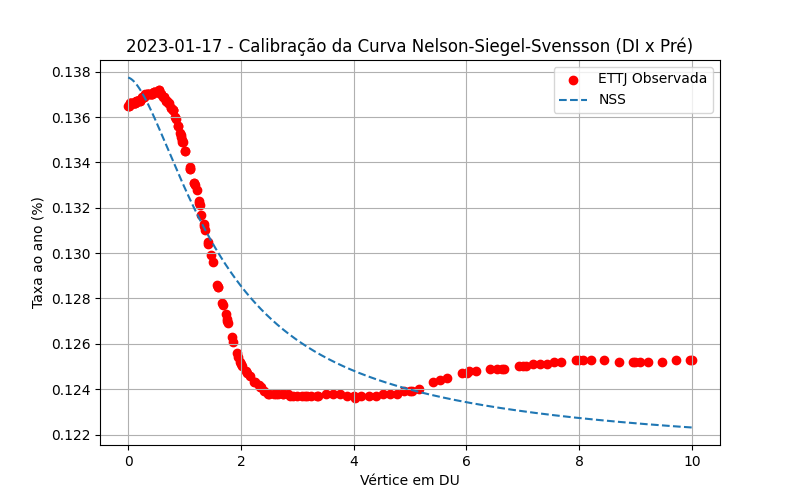 2023-01-17 - Calibração da Curva Nelson-Siegel-Svensson (DI x Pré)
ETTJ Observada
NSS
Taxa ao ano (%)
0.138
0.136
0.134
0.132
0.130
0.128
0.126
0.124
0.122
0 2 4 6 8 10
Vértice em DU